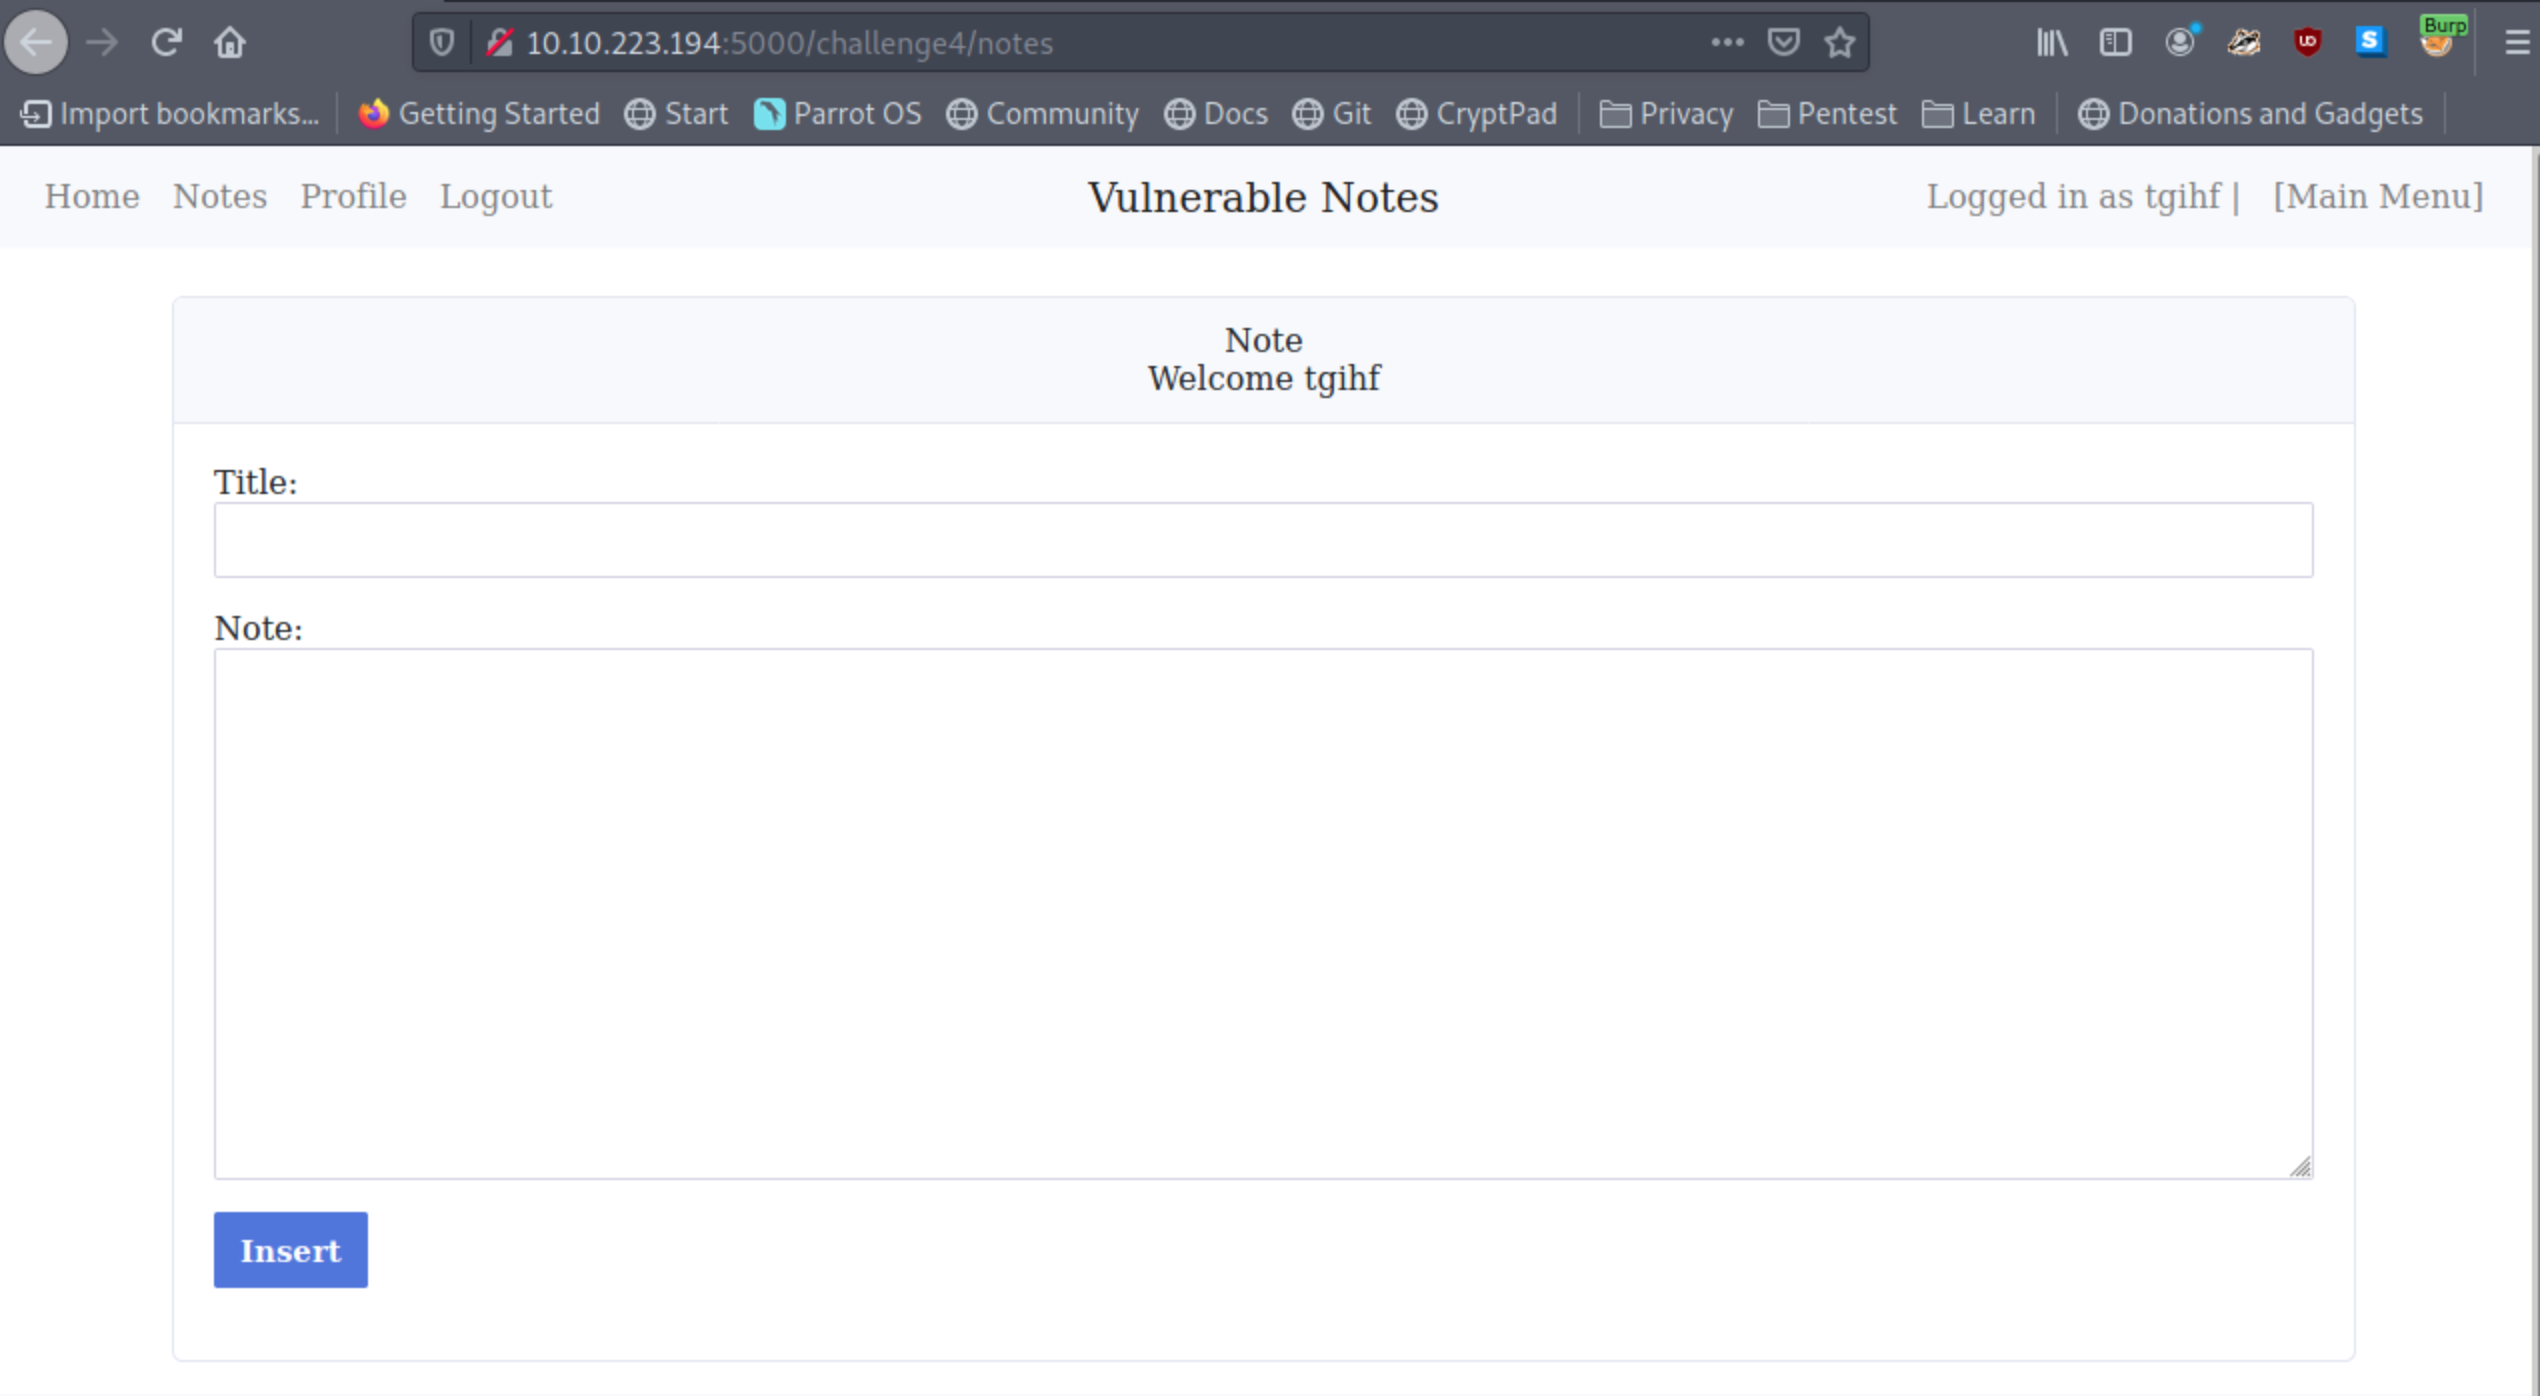 10.10.223.194:5000/challenge4/notes
Burp
Import bookmarks... Getting Started Start Parrot OS Community Docs Git CryptPad Privacy Pentest Learn Donations and Gadgets
Home Notes Profile Logout Vulnerable Notes Logged in as tgihf | [Main Menu]
Note
Welcome tgihf
Title:
Note:
Insert